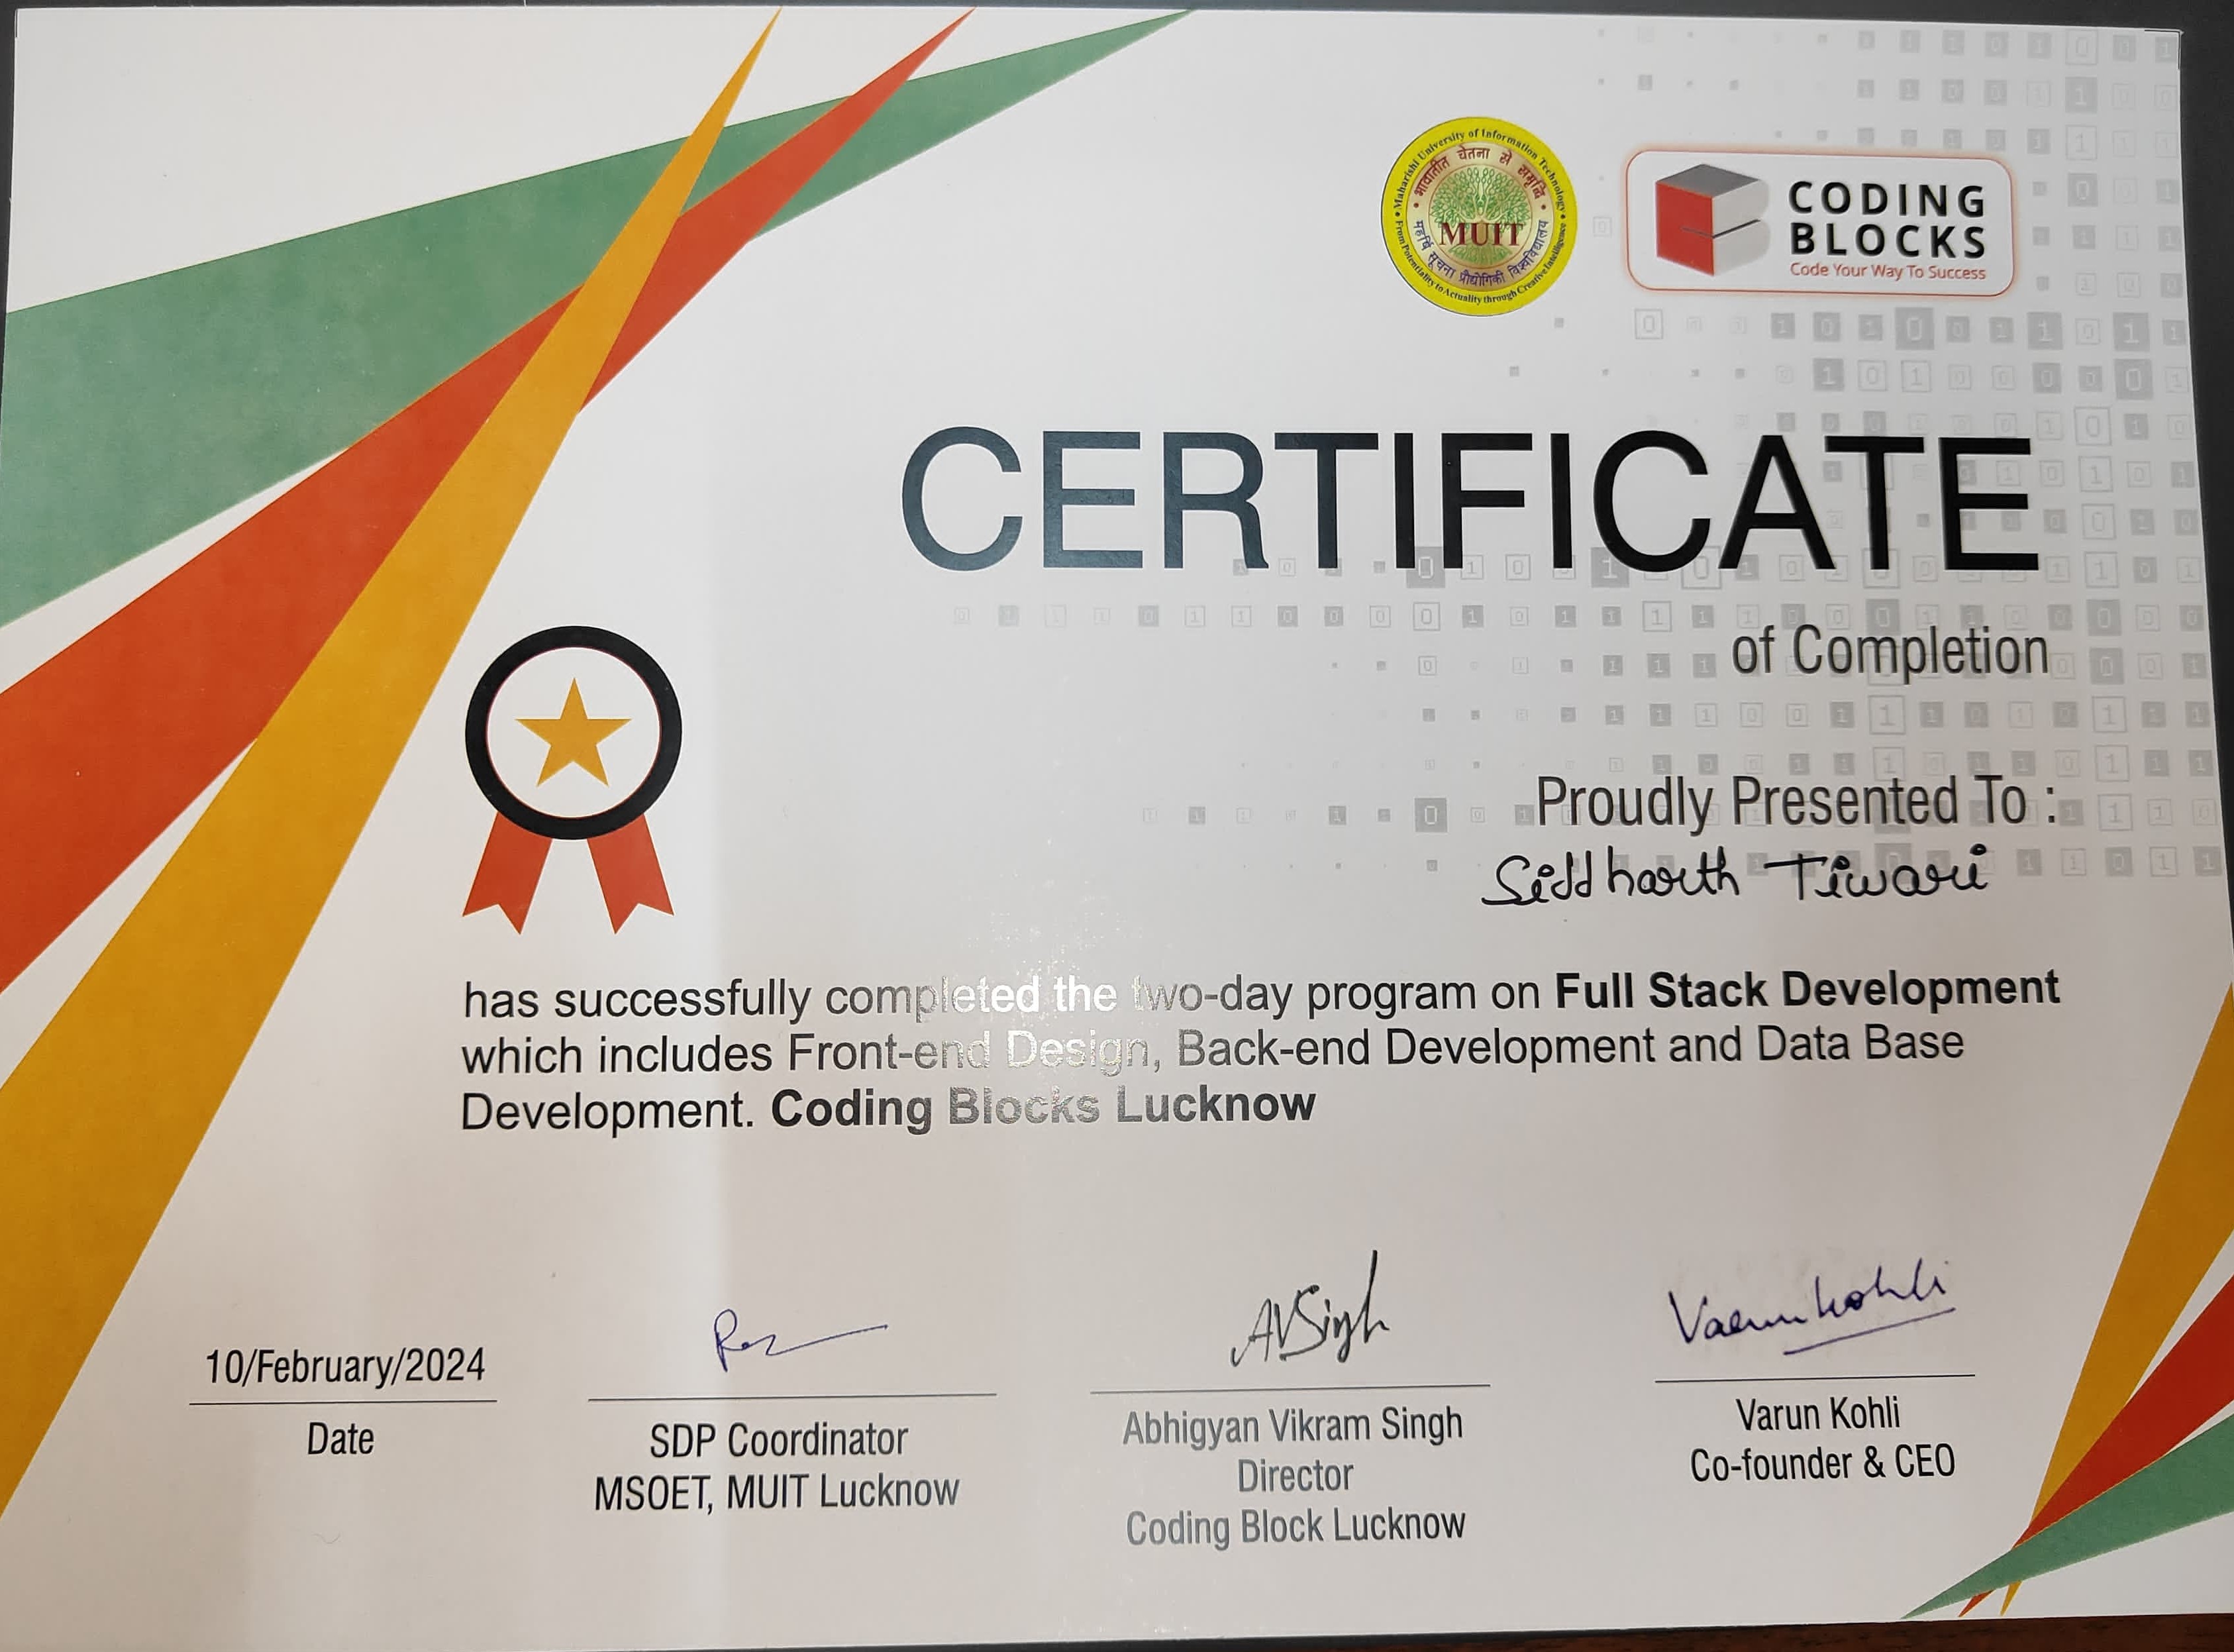 Maharishi University of Information Technology
भावातीत चेतना से समृद्धि
MUIT
महर्षि सूचना प्रौद्योगिकी विश्वविद्यालय
From Potentiality to Actuality through Creative Intelligence
CODING
BLOCKS
Code Your Way To Success
CERTIFICATE
of Completion
Proudly Presented To :
Siddharth Tiwari
has successfully completed the two-day program on Full Stack Development
which includes Front-end Design, Back-end Development and Data Base
Development. Coding Blocks Lucknow
AVSingh
Varun Kohli
10/February/2024
Date
SDP Coordinator
MSOET, MUIT Lucknow
Abhigyan Vikram Singh
Director
Coding Block Lucknow
Varun Kohli
Co-founder & CEO